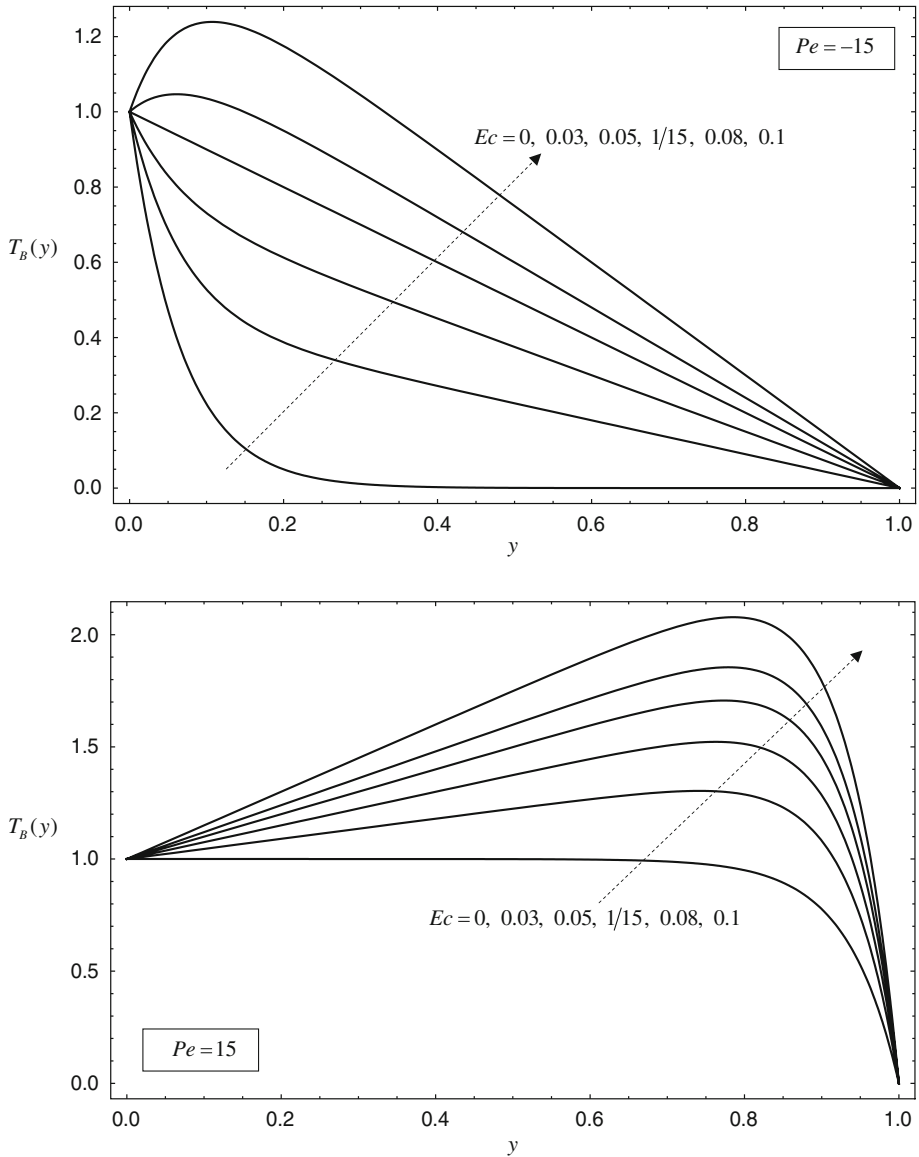 1.2
1.0
0.8
0.6
0.4
0.2
0.0
T_B(y)
Pe = –15
Ec = 0, 0.03, 0.05, 1/15, 0.08, 0.1
0.0 0.2 0.4 0.6 0.8 1.0
y
2.0
1.5
1.0
0.5
0.0
T_B(y)
Ec = 0, 0.03, 0.05, 1/15, 0.08, 0.1
Pe = 15
0.0 0.2 0.4 0.6 0.8 1.0
y